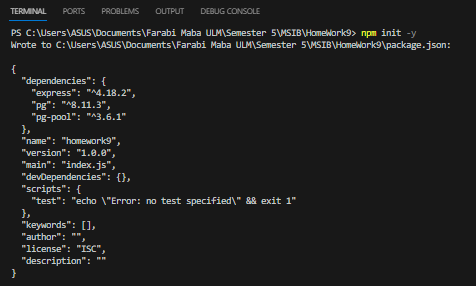 TERMINAL PORTS PROBLEMS OUTPUT DEBUG CONSOLE
PS C:\Users\ASUS\Documents\Farabi Maba ULM\Semester 5\MSIB\HomeWork9> npm init -y
Wrote to C:\Users\ASUS\Documents\Farabi Maba ULM\Semester 5\MSIB\HomeWork9\package.json:
{
  "dependencies": {
    "express": "^4.18.2",
    "pg": "^8.11.3",
    "pg-pool": "^3.6.1"
  },
  "name": "homework9",
  "version": "1.0.0",
  "main": "index.js",
  "devDependencies": {},
  "scripts": {
    "test": "echo \"Error: no test specified\" && exit 1"
  },
  "keywords": [],
  "author": "",
  "license": "ISC",
  "description": ""
}